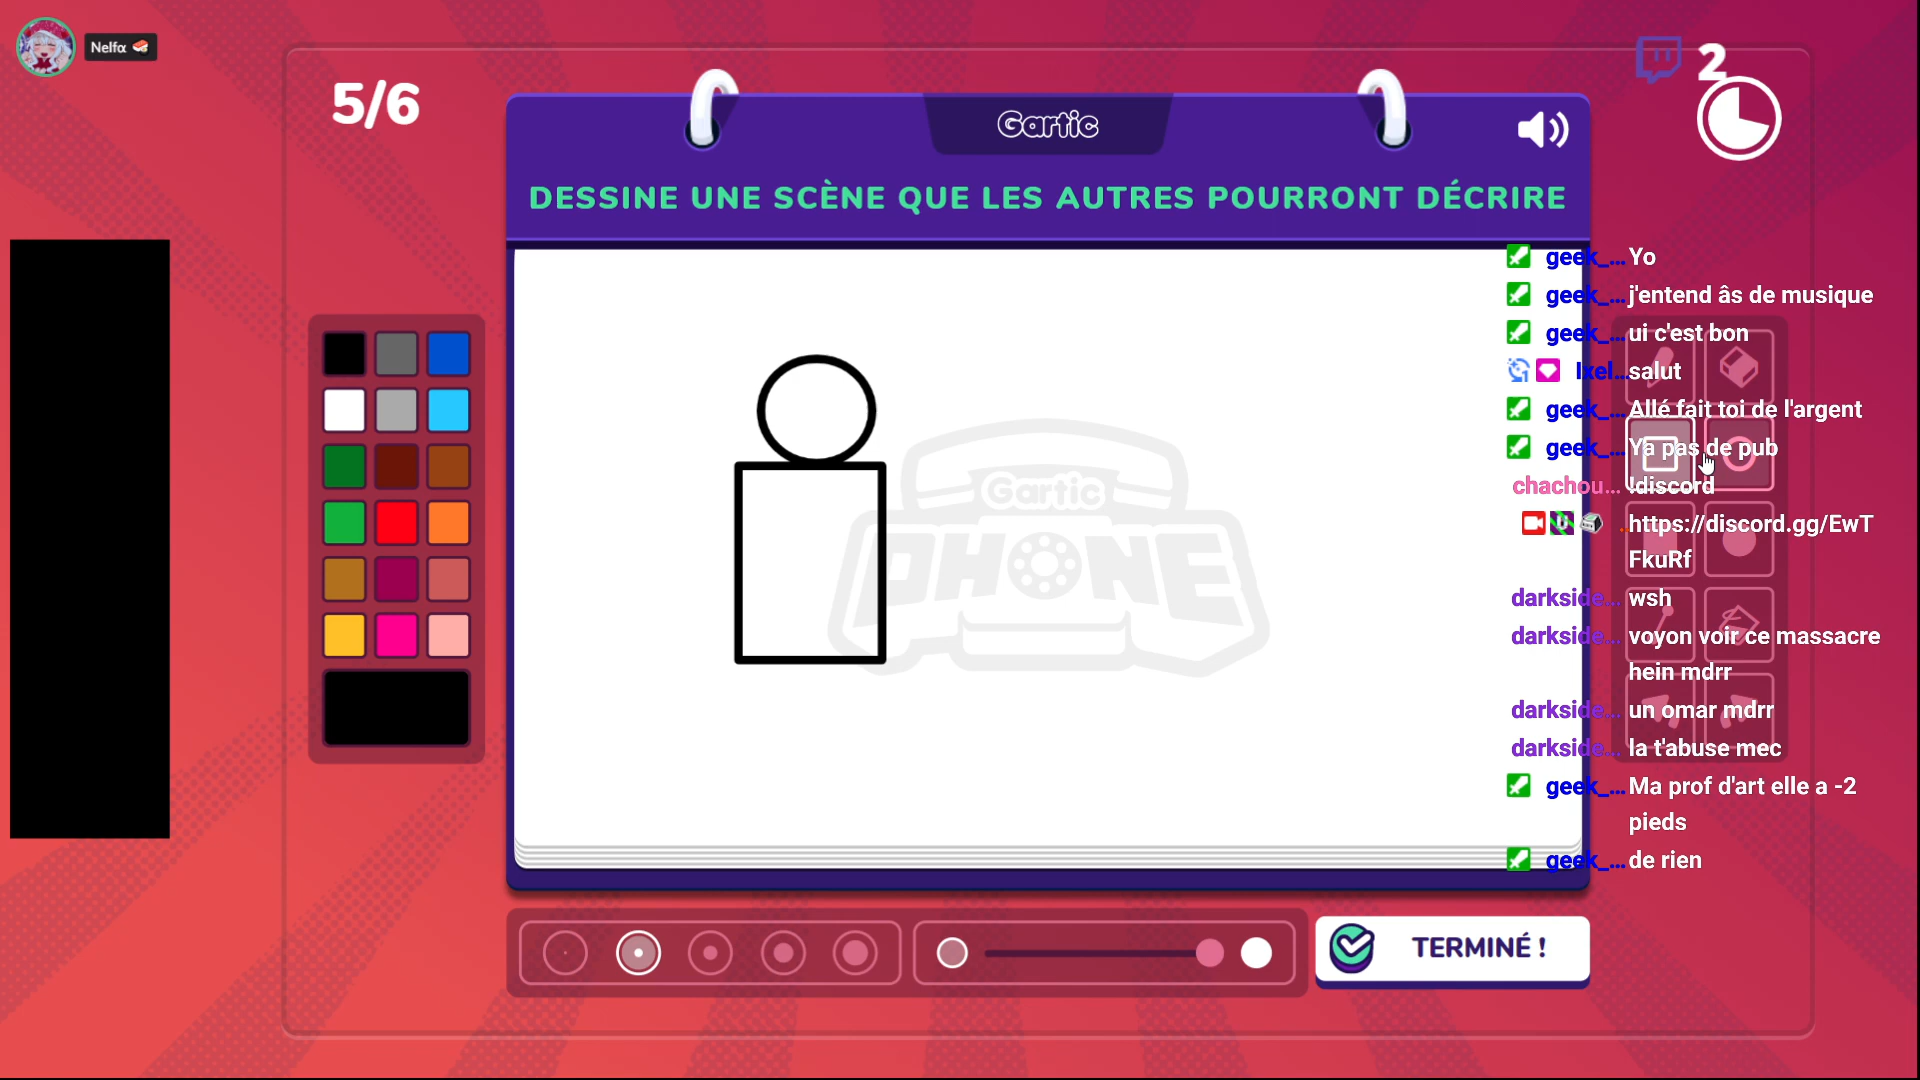 Nelfα
5/6
Gartic
2
DESSINE UNE SCÈNE QUE LES AUTRES POURRONT DÉCRIRE
geek_... Yo
geek_... j'entend âs de musique
geek_... ui c'est bon
Ixel... salut
geek_... Allé fait toi de l'argent
geek_... Ya pas de pub
chachou... !discord
https://discord.gg/EwT
FkuRf
darkside... wsh
darkside... voyon voir ce massacre
hein mdrr
darkside... un omar mdrr
darkside... la t'abuse mec
geek_... Ma prof d'art elle a -2
pieds
geek_... de rien
Gartic
PHONE
TERMINÉ !